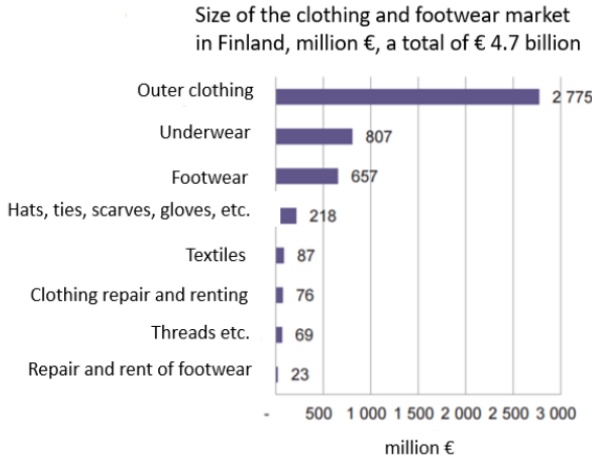 Size of the clothing and footwear market
in Finland, million €, a total of € 4.7 billion
Outer clothing 2 775
Underwear 807
Footwear 657
Hats, ties, scarves, gloves, etc. 218
Textiles 87
Clothing repair and renting 76
Threads etc. 69
Repair and rent of footwear 23
- 500 1 000 1 500 2 000 2 500 3 000
million €